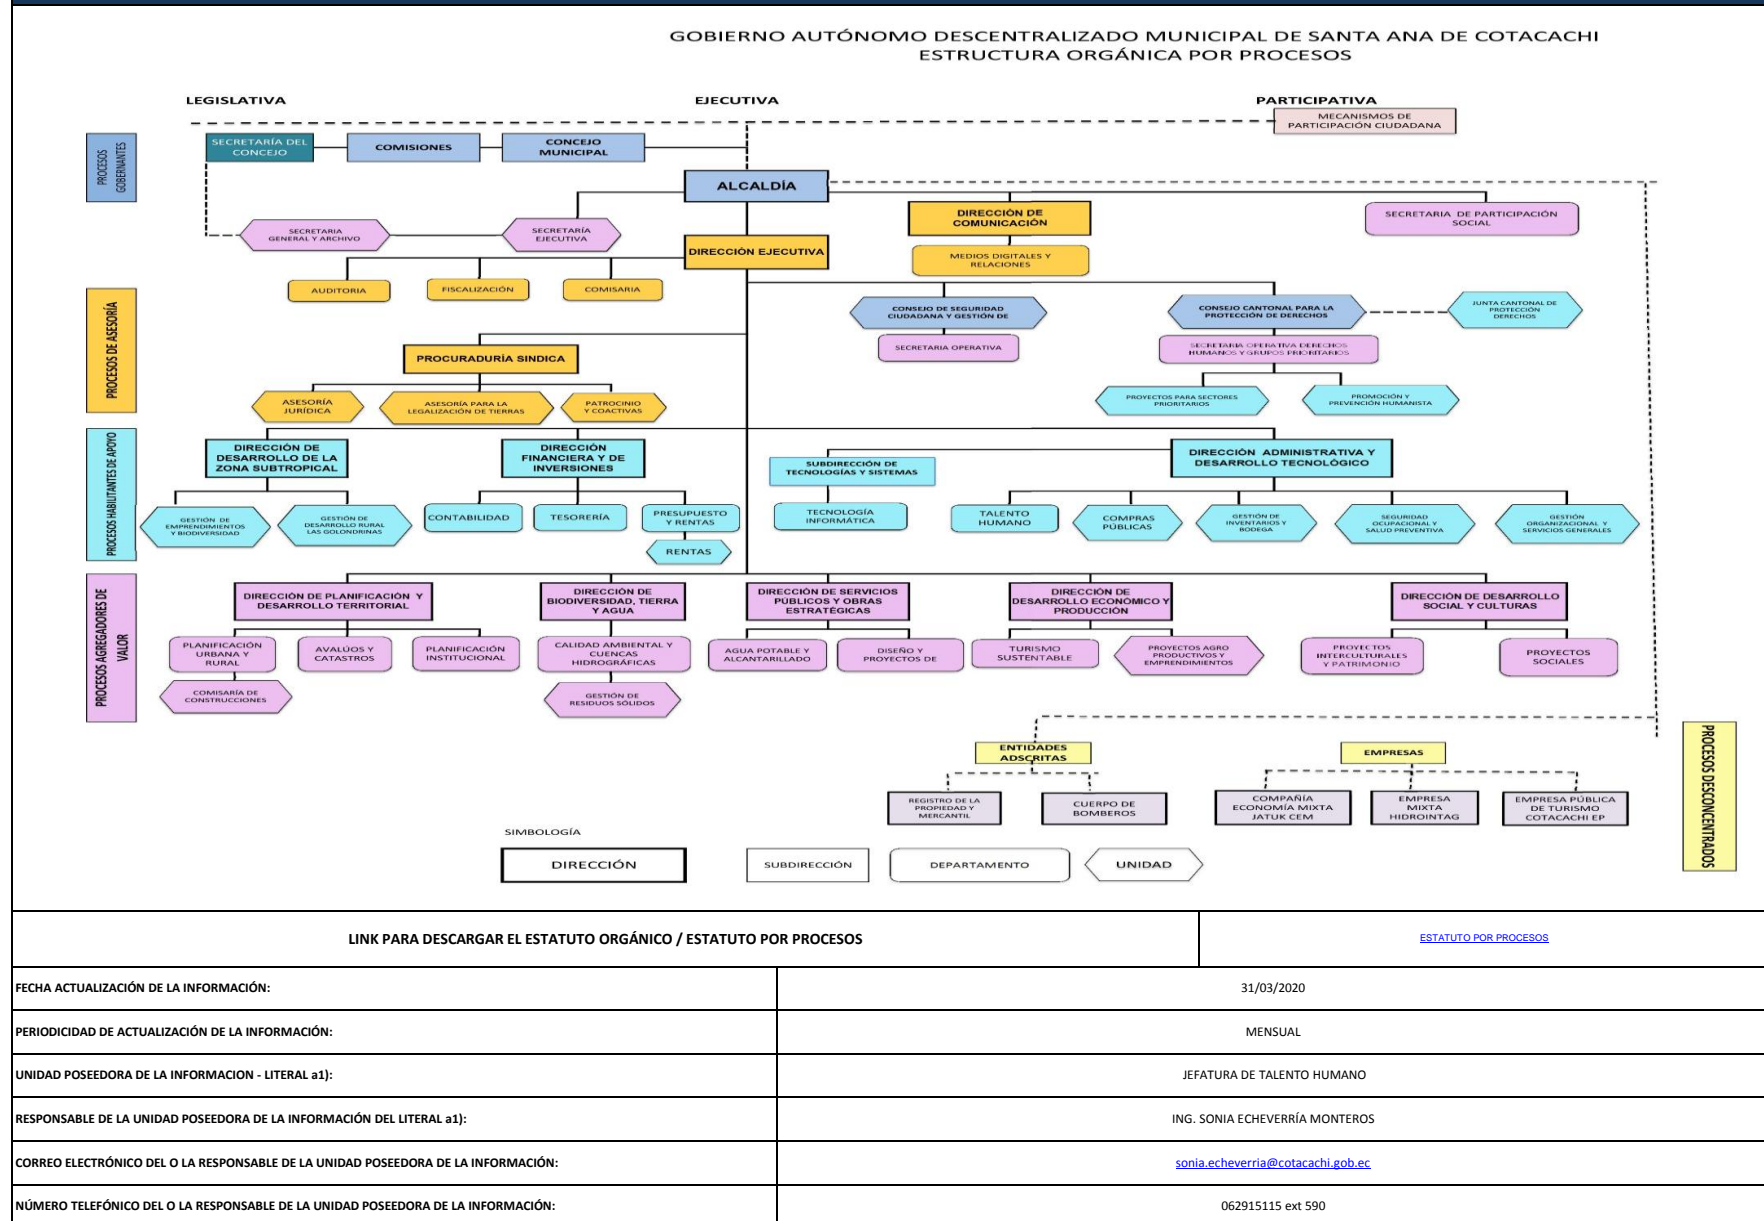 GOBIERNO AUTÓNOMO DESCENTRALIZADO MUNICIPAL DE SANTA ANA DE COTACACHI
ESTRUCTURA ORGÁNICA POR PROCESOS
LEGISLATIVA
EJECUTIVA
PARTICIPATIVA
MECANISMOS DE
PARTICIPACIÓN CIUDADANA
PROCESOS
GOBERNANTES
SECRETARÍA DEL
CONCEJO
COMISIONES
CONCEJO
MUNICIPAL
ALCALDÍA
SECRETARIA
GENERAL Y ARCHIVO
SECRETARÍA
EJECUTIVA
DIRECCIÓN DE
COMUNICACIÓN
SECRETARIA DE PARTICIPACIÓN
SOCIAL
DIRECCIÓN EJECUTIVA
MEDIOS DIGITALES Y
RELACIONES
AUDITORIA
FISCALIZACIÓN
COMISARIA
PROCESOS DE ASESORÍA
CONSEJO DE SEGURIDAD
CIUDADANA Y GESTIÓN DE
CONSEJO CANTONAL PARA LA
PROTECCIÓN DE DERECHOS
JUNTA CANTONAL DE
PROTECCIÓN
DERECHOS
SECRETARIA OPERATIVA
SECRETARIA OPERATIVA DERECHOS
HUMANOS Y GRUPOS PRIORITARIOS
PROCURADURÍA SINDICA
ASESORÍA
JURÍDICA
ASESORÍA PARA LA
LEGALIZACIÓN DE TIERRAS
PATROCINIO
Y COACTIVAS
PROYECTOS PARA SECTORES
PRIORITARIOS
PROMOCIÓN Y
PREVENCIÓN HUMANISTA
PROCESOS HABILITANTES DE APOYO
DIRECCIÓN DE
DESARROLLO DE LA
ZONA SUBTROPICAL
DIRECCIÓN
FINANCIERA Y DE
INVERSIONES
SUBDIRECCIÓN DE
TECNOLOGÍAS Y SISTEMAS
DIRECCIÓN ADMINISTRATIVA Y
DESARROLLO TECNOLÓGICO
GESTIÓN DE
EMPRENDIMIENTOS
Y BIODIVERSIDAD
GESTIÓN DE
DESARROLLO RURAL
LAS GOLONDRINAS
CONTABILIDAD
TESORERÍA
PRESUPUESTO
Y RENTAS
RENTAS
TECNOLOGÍA
INFORMÁTICA
TALENTO
HUMANO
COMPRAS
PÚBLICAS
GESTIÓN DE
INVENTARIOS Y
BODEGA
SEGURIDAD
OCUPACIONAL Y
SALUD PREVENTIVA
GESTIÓN
ORGANIZACIONAL Y
SERVICIOS GENERALES
PROCESOS AGREGADORES DE
VALOR
DIRECCIÓN DE PLANIFICACIÓN Y
DESARROLLO TERRITORIAL
DIRECCIÓN DE
BIODIVERSIDAD, TIERRA
Y AGUA
DIRECCIÓN DE SERVICIOS
PÚBLICOS Y OBRAS
ESTRATÉGICAS
DIRECCIÓN DE
DESARROLLO ECONÓMICO Y
PRODUCCIÓN
DIRECCIÓN DE DESARROLLO
SOCIAL Y CULTURAS
PLANIFICACIÓN
URBANA Y
RURAL
AVALÚOS Y
CATASTROS
PLANIFICACIÓN
INSTITUCIONAL
CALIDAD AMBIENTAL Y
CUENCAS
HIDROGRÁFICAS
AGUA POTABLE Y
ALCANTARILLADO
DISEÑO Y
PROYECTOS DE
TURISMO
SUSTENTABLE
PROYECTOS AGRO
PRODUCTIVOS Y
EMPRENDIMIENTOS
PROYECTOS
INTERCULTURALES
Y PATRIMONIO
PROYECTOS
SOCIALES
COMISARÍA DE
CONSTRUCCIONES
GESTIÓN DE
RESIDUOS SÓLIDOS
PROCESOS DESCONCENTRADOS
ENTIDADES
ADSCRITAS
EMPRESAS
REGISTRO DE LA
PROPIEDAD Y
MERCANTIL
CUERPO DE
BOMBEROS
COMPAÑÍA
ECONOMÍA MIXTA
JATUK CEM
EMPRESA
MIXTA
HIDROINTAG
EMPRESA PÚBLICA
DE TURISMO
COTACACHI EP
SIMBOLOGÍA
DIRECCIÓN
SUBDIRECCIÓN
DEPARTAMENTO
UNIDAD
LINK PARA DESCARGAR EL ESTATUTO ORGÁNICO / ESTATUTO POR PROCESOS
ESTATUTO POR PROCESOS
FECHA ACTUALIZACIÓN DE LA INFORMACIÓN:
31/03/2020
PERIODICIDAD DE ACTUALIZACIÓN DE LA INFORMACIÓN:
MENSUAL
UNIDAD POSEEDORA DE LA INFORMACION - LITERAL a1):
JEFATURA DE TALENTO HUMANO
RESPONSABLE DE LA UNIDAD POSEEDORA DE LA INFORMACIÓN DEL LITERAL a1):
ING. SONIA ECHEVERRÍA MONTEROS
CORREO ELECTRÓNICO DEL O LA RESPONSABLE DE LA UNIDAD POSEEDORA DE LA INFORMACIÓN:
sonia.echeverria@cotacachi.gob.ec
NÚMERO TELEFÓNICO DEL O LA RESPONSABLE DE LA UNIDAD POSEEDORA DE LA INFORMACIÓN:
062915115 ext 590